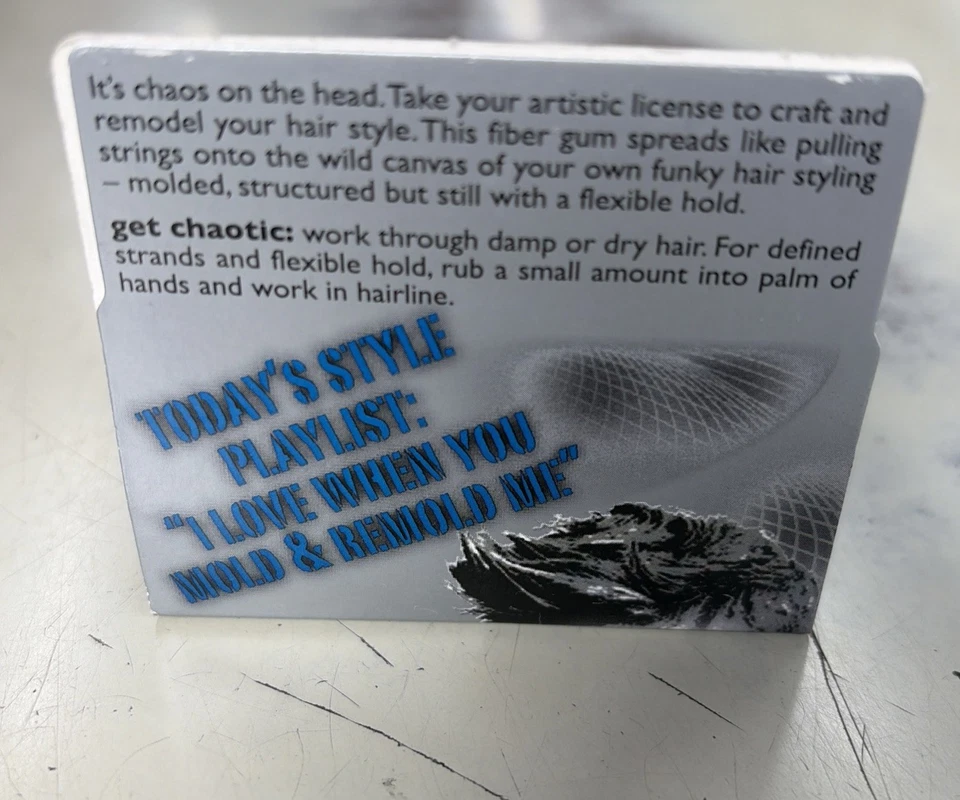 It's chaos on the head. Take your artistic license to craft and
remodel your hair style. This fiber gum spreads like pulling
strings onto the wild canvas of your own funky hair styling
– molded, structured but still with a flexible hold.
get chaotic: work through damp or dry hair. For defined
strands and flexible hold, rub a small amount into palm of
hands and work in hairline.
TODAY'S STYLE
PLAYLIST:
"I LOVE WHEN YOU
MOLD & REMOLD ME"